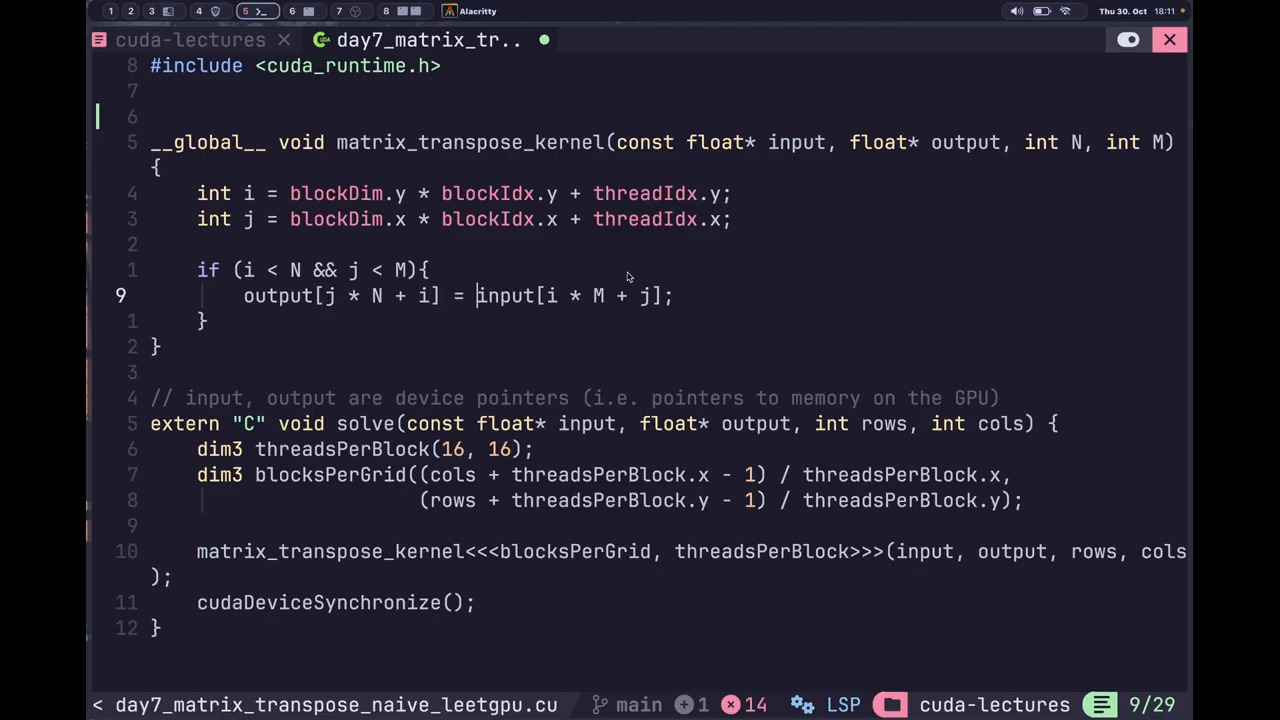 1 2 3 4 5 6 7 8 Alacritty Thu 30. Oct 18:11
cuda-lectures day7_matrix_tr..
8 #include <cuda_runtime.h>
7
6
5 __global__ void matrix_transpose_kernel(const float* input, float* output, int N, int M)
{
4 int i = blockDim.y * blockIdx.y + threadIdx.y;
3 int j = blockDim.x * blockIdx.x + threadIdx.x;
2
1 if (i < N && j < M){
9 output[j * N + i] = input[i * M + j];
1 }
2 }
3
4 // input, output are device pointers (i.e. pointers to memory on the GPU)
5 extern "C" void solve(const float* input, float* output, int rows, int cols) {
6 dim3 threadsPerBlock(16, 16);
7 dim3 blocksPerGrid((cols + threadsPerBlock.x - 1) / threadsPerBlock.x,
8 (rows + threadsPerBlock.y - 1) / threadsPerBlock.y);
9
10 matrix_transpose_kernel<<<blocksPerGrid, threadsPerBlock>>>(input, output, rows, cols
);
11 cudaDeviceSynchronize();
12 }
< day7_matrix_transpose_naive_leetgpu.cu main 1 14 LSP cuda-lectures 9/29